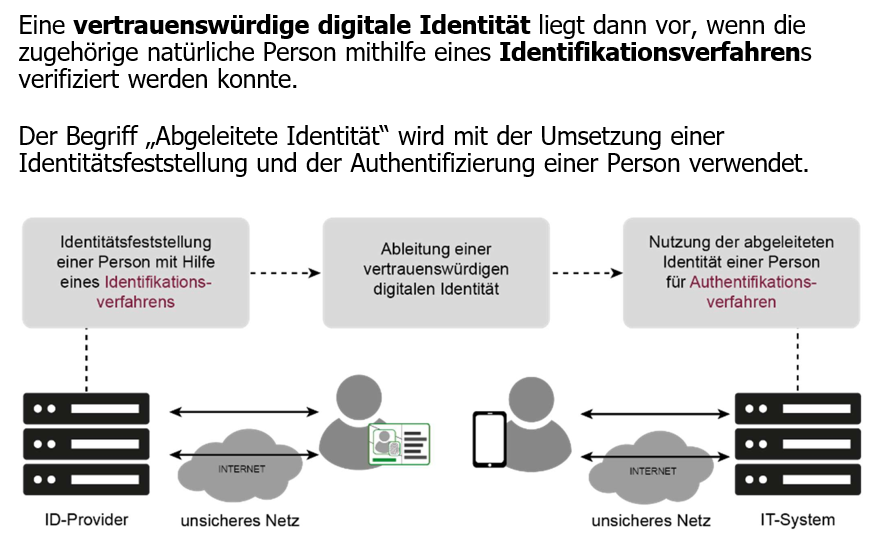 Eine vertrauenswürdige digitale Identität liegt dann vor, wenn die
zugehörige natürliche Person mithilfe eines Identifikationsverfahrens
verifiziert werden konnte.
Der Begriff „Abgeleitete Identität“ wird mit der Umsetzung einer
Identitätsfeststellung und der Authentifizierung einer Person verwendet.
Identitätsfeststellung
einer Person mit Hilfe
eines Identifikations-
verfahrens
Ableitung einer
vertrauenswürdigen
digitalen Identität
Nutzung der abgeleiteten
Identität einer Person
für Authentifikations-
verfahren
INTERNET
INTERNET
ID-Provider
unsicheres Netz
unsicheres Netz
IT-System